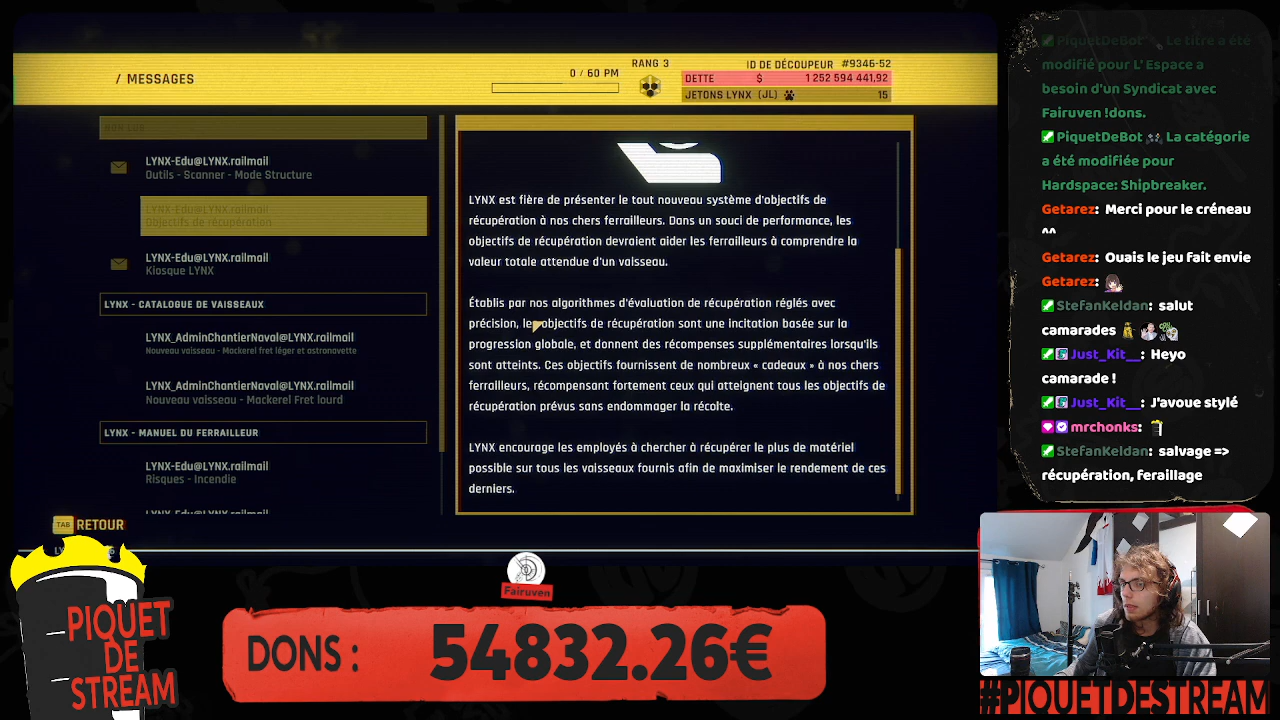 / MESSAGES
0 / 60 PM
RANG 3
ID DE DÉCOUPEUR #9346-52
DETTE $ 1 252 594 441,92
JETONS LYNX (JL) 15
NON LUS
LYNX-Edu@LYNX.railmail
Outils - Scanner - Mode Structure
LYNX-Edu@LYNX.railmail
Objectifs de récupération
LYNX-Edu@LYNX.railmail
Kiosque LYNX
LYNX - CATALOGUE DE VAISSEAUX
LYNX_AdminChantierNaval@LYNX.railmail
Nouveau vaisseau - Mackerel fret léger et astronavette
LYNX_AdminChantierNaval@LYNX.railmail
Nouveau vaisseau - Mackerel Fret lourd
LYNX - MANUEL DU FERRAILLEUR
LYNX-Edu@LYNX.railmail
Risques - Incendie
LYNX-Edu@LYNX.railmail
TAB RETOUR
LYNX est fière de présenter le tout nouveau système d'objectifs de
récupération à nos chers ferrailleurs. Dans un souci de performance, les
objectifs de récupération devraient aider les ferrailleurs à comprendre la
valeur totale attendue d'un vaisseau.
Établis par nos algorithmes d'évaluation de récupération réglés avec
précision, les objectifs de récupération sont une incitation basée sur la
progression globale, et donnent des récompenses supplémentaires lorsqu'ils
sont atteints. Ces objectifs fournissent de nombreux « cadeaux » à nos chers
ferrailleurs, récompensant fortement ceux qui atteignent tous les objectifs de
récupération prévus sans endommager la récolte.
LYNX encourage les employés à chercher à récupérer le plus de matériel
possible sur tous les vaisseaux fournis afin de maximiser le rendement de ces
derniers.
PiquetDeBot Le titre a été
modifié pour L' Espace a
besoin d'un Syndicat avec
Fairuven !dons.
PiquetDeBot La catégorie
a été modifiée pour
Hardspace: Shipbreaker.
Getarez: Merci pour le créneau
^^
Getarez: Ouais le jeu fait envie
Getarez:
StefanKeldan: salut
camarades
Just_Kit__: Heyo
camarade !
Just_Kit__: J'avoue stylé
mrchonks:
StefanKeldan: salvage =>
récupération, feraillage
Fairuven
PIQUET
DE
STREAM
DONS : 54832.26€
#PIQUETDESTREAM